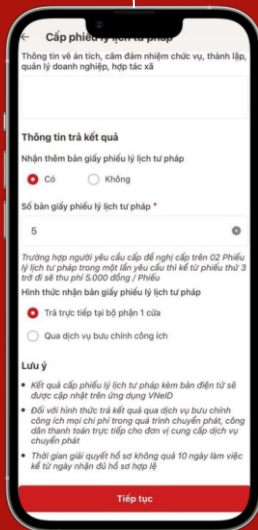 ← Cấp phiếu lý lịch tư pháp
Thông tin về án tích, cấm đảm nhiệm chức vụ, thành lập,
quản lý doanh nghiệp, hợp tác xã
Thông tin trả kết quả
Nhận thêm bản giấy phiếu lý lịch tư pháp
Có Không
Số bản giấy phiếu lý lịch tư pháp *
5
Trường hợp người yêu cầu cấp đề nghị cấp trên 02 Phiếu
lý lịch tư pháp trong một lần yêu cầu thì kể từ phiếu thứ 3
trở đi sẽ thu phí 5.000 đồng / Phiếu
Hình thức nhận bản giấy phiếu lý lịch tư pháp
Trả trực tiếp tại bộ phận 1 cửa
Qua dịch vụ bưu chính công ích
Lưu ý
• Kết quả cấp phiếu lý lịch tư pháp kèm bản điện tử sẽ
được cập nhật trên ứng dụng VNeID
• Đối với hình thức trả kết quả qua dịch vụ bưu chính
công ích mọi chi phí trong quá trình chuyển phát, công
dân thanh toán trực tiếp cho đơn vị cung cấp dịch vụ
chuyển phát
• Thời gian giải quyết hồ sơ không quá 10 ngày làm việc
kể từ ngày nhận đủ hồ sơ hợp lệ
Tiếp tục